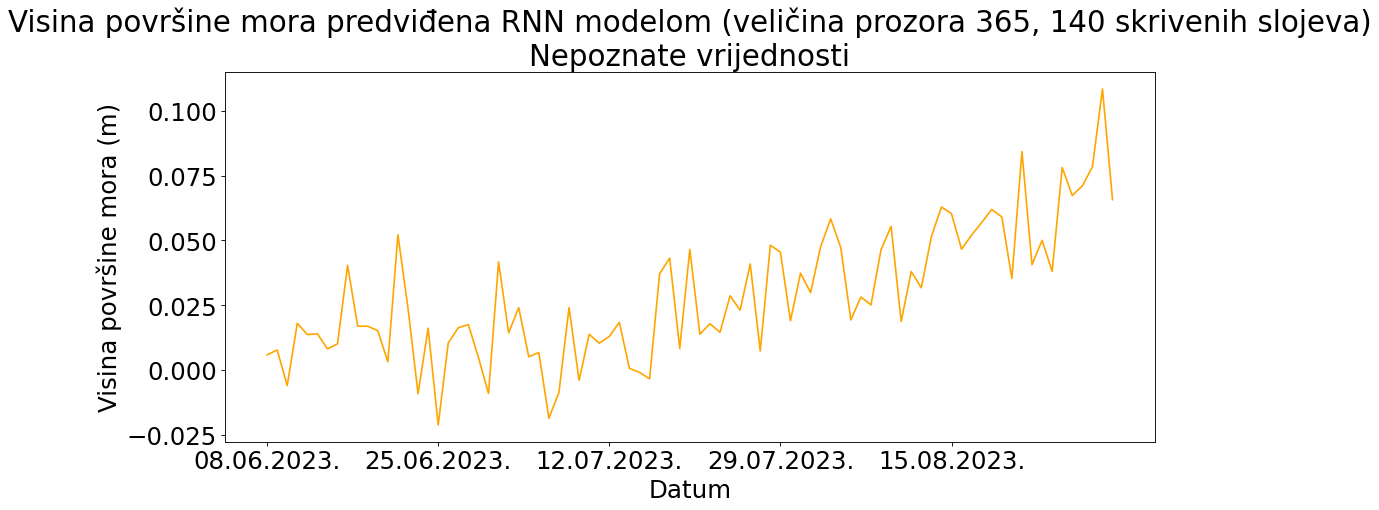 Visina površine mora predviđena RNN modelom (veličina prozora 365, 140 skrivenih slojeva)
Nepoznate vrijednosti
Visina površine mora (m)
0.100
0.075
0.050
0.025
0.000
−0.025
08.06.2023. 25.06.2023. 12.07.2023. 29.07.2023. 15.08.2023.
Datum